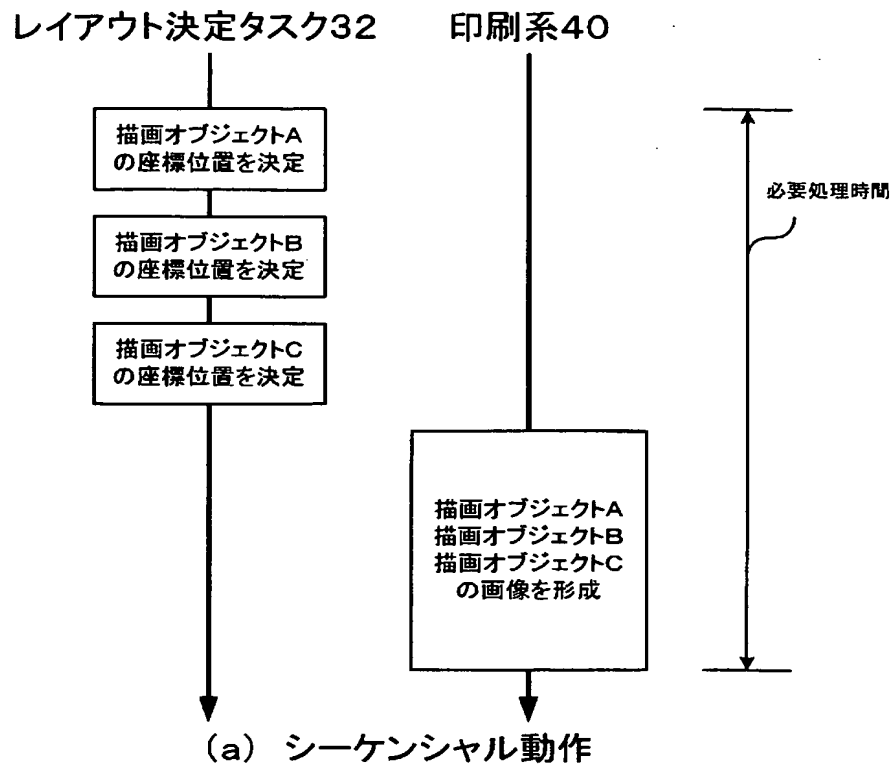 レイアウト決定タスク32
印刷系40
描画オブジェクトA
の座標位置を決定
描画オブジェクトB
の座標位置を決定
描画オブジェクトC
の座標位置を決定
必要処理時間
描画オブジェクトA
描画オブジェクトB
描画オブジェクトC
の画像を形成
(a) シーケンシャル動作